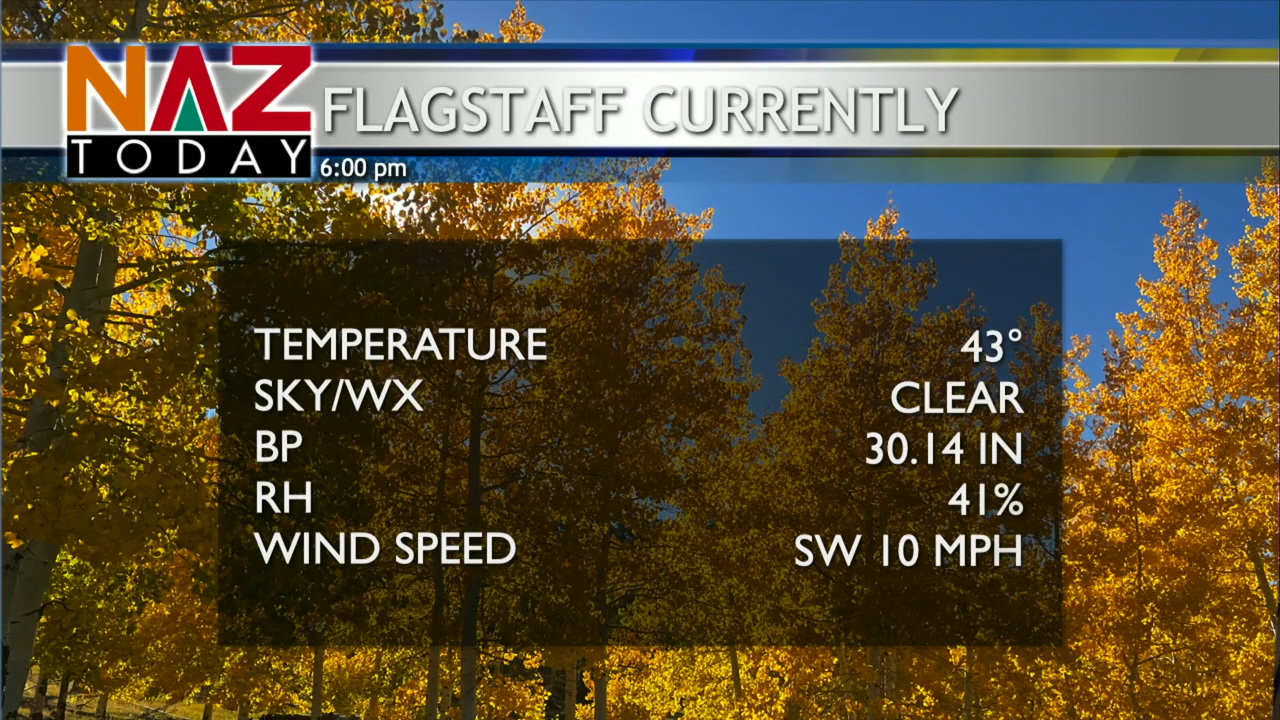 NAZ
TODAY
FLAGSTAFF CURRENTLY
6:00 pm
TEMPERATURE 43°
SKY/WX CLEAR
BP 30.14 IN
RH 41%
WIND SPEED SW 10 MPH